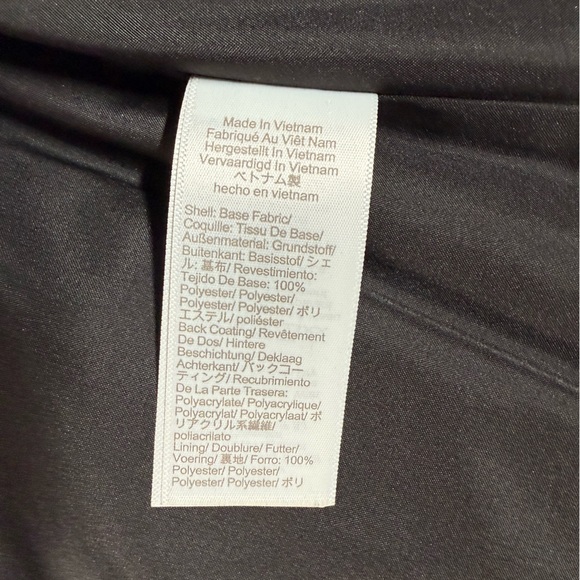 Made In Vietnam
Fabriqué Au Viêt Nam
Hergestellt In Vietnam
Vervaardigd In Vietnam
ベトナム製
hecho en vietnam
Shell: Base Fabric/
Coquille: Tissu De Base/
Außenmaterial: Grundstoff/
Buitenkant: Basisstof/ シェ
ル: 基布/ Revestimiento:
Tejido De Base: 100%
Polyester/ Polyester/
Polyester/ Polyester/ ポリ
エステル/ poliéster
Back Coating/ Revêtement
De Dos/ Hintere
Beschichtung/ Deklaag
Achterkant/ バックコー
ティング/ Recubrimiento
De La Parte Trasera:
Polyacrylate/ Polyacrylique/
Polyacrylat/ Polyacrylaat/ ポ
リアクリル系繊維/
poliacrilato
Lining/ Doublure/ Futter/
Voering/ 裏地/ Forro: 100%
Polyester/ Polyester/
Polyester/ Polyester/ ポリ